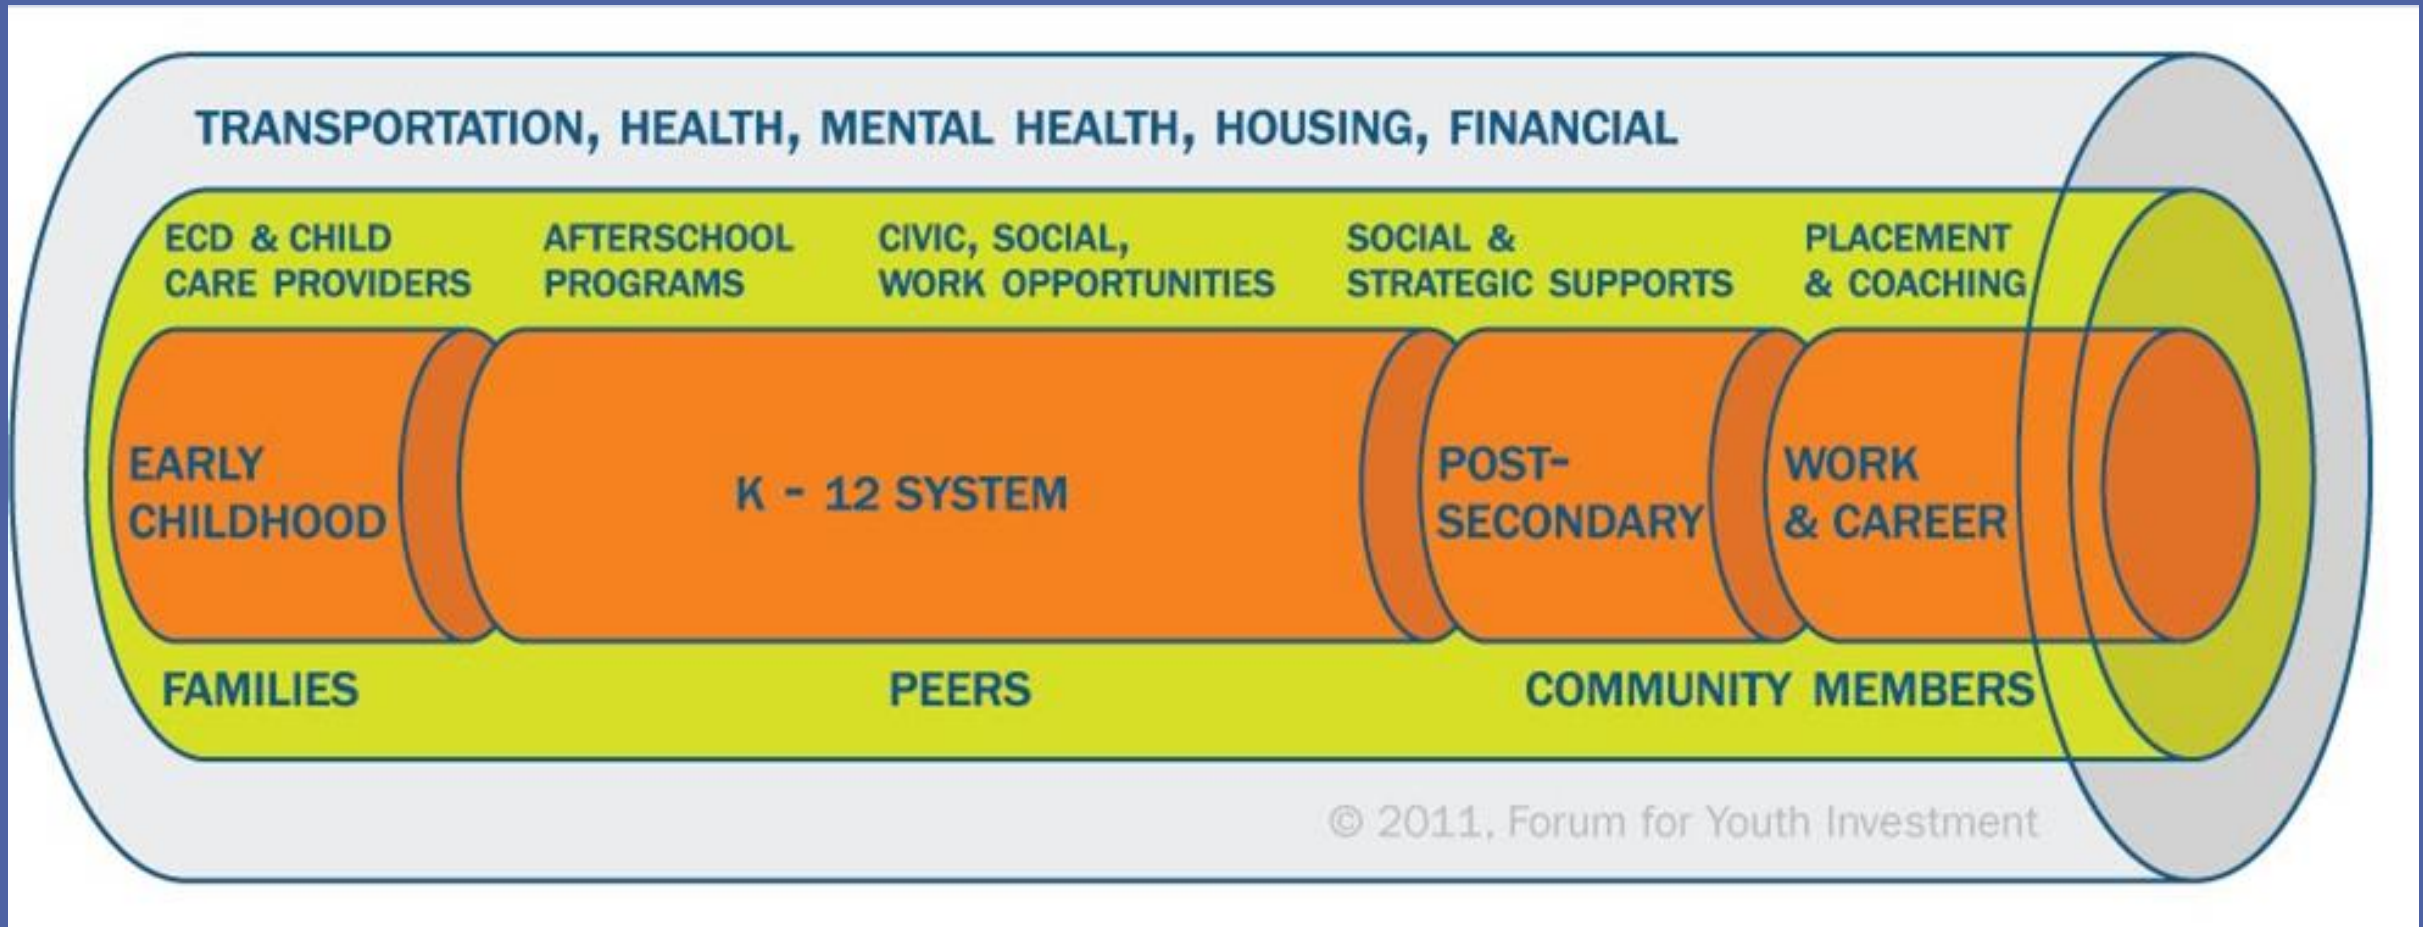 TRANSPORTATION, HEALTH, MENTAL HEALTH, HOUSING, FINANCIAL
ECD & CHILD
CARE PROVIDERS
AFTERSCHOOL
PROGRAMS
CIVIC, SOCIAL,
WORK OPPORTUNITIES
SOCIAL &
STRATEGIC SUPPORTS
PLACEMENT
& COACHING
EARLY
CHILDHOOD
K - 12 SYSTEM
POST-
SECONDARY
WORK
& CAREER
FAMILIES
PEERS
COMMUNITY MEMBERS
© 2011, Forum for Youth Investment